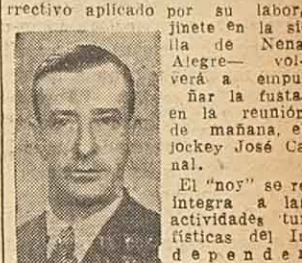 rrectivo aplicado por su labor,
jinete en la si
lla de Nena
Alegre— vol-
verá a empu
ñar la fusta
en la reunión
de mañana, e
jockey José Ca
nal.
El "noy" se re
integra a las
actividades tur
físticas del In
depender